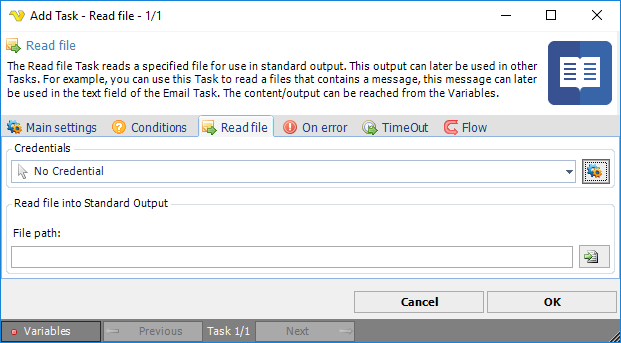 Add Task - Read file - 1/1
Read file
The Read file Task reads a specified file for use in standard output. This output can later be used in other
Tasks. For example, you can use this Task to read a files that contains a message, this message can later
be used in the text field of the Email Task. The content/output can be reached from the Variables.
Main settings Conditions Read file On error TimeOut Flow
Credentials
No Credential
Read file into Standard Output
File path:
Cancel OK
Variables Previous Task 1/1 Next